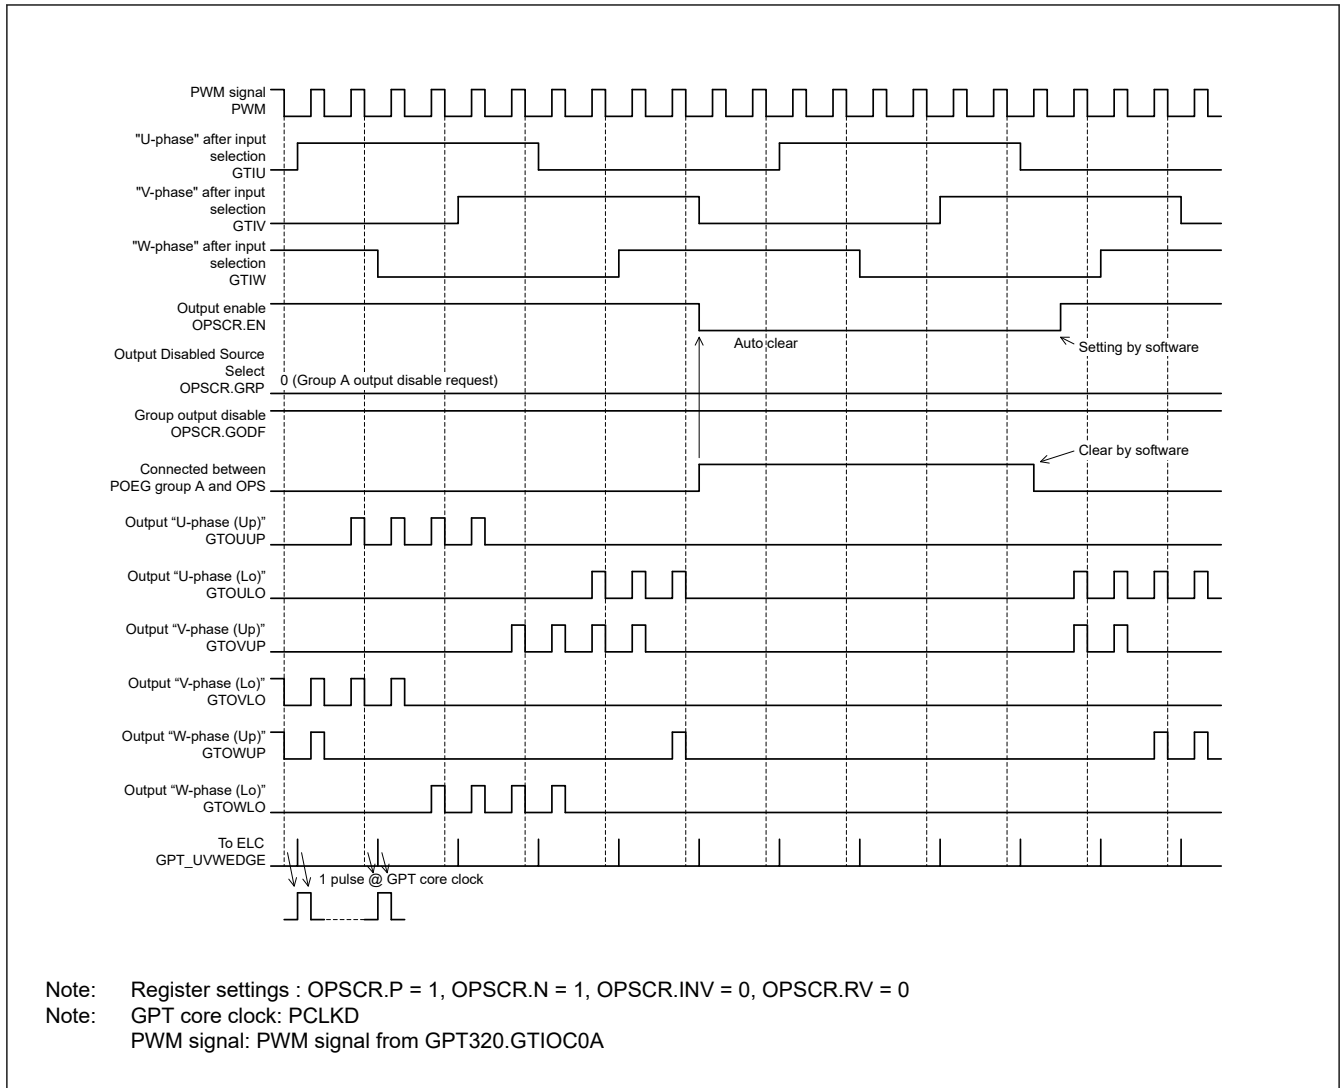 PWM signal
PWM
"U-phase" after input
selection
GTIU
"V-phase" after input
selection
GTIV
"W-phase" after input
selection
GTIW
Output enable
OPSCR.EN
Auto clear
Setting by software
Output Disabled Source
Select
OPSCR.GRP
0 (Group A output disable request)
Group output disable
OPSCR.GODF
Clear by software
Connected between
POEG group A and OPS
Output “U-phase (Up)”
GTOUUP
Output “U-phase (Lo)”
GTOULO
Output “V-phase (Up)”
GTOVUP
Output “V-phase (Lo)”
GTOVLO
Output “W-phase (Up)”
GTOWUP
Output “W-phase (Lo)”
GTOWLO
To ELC
GPT_UVWEDGE
1 pulse @ GPT core clock
Note: Register settings : OPSCR.P = 1, OPSCR.N = 1, OPSCR.INV = 0, OPSCR.RV = 0
Note: GPT core clock: PCLKD
PWM signal: PWM signal from GPT320.GTIOC0A